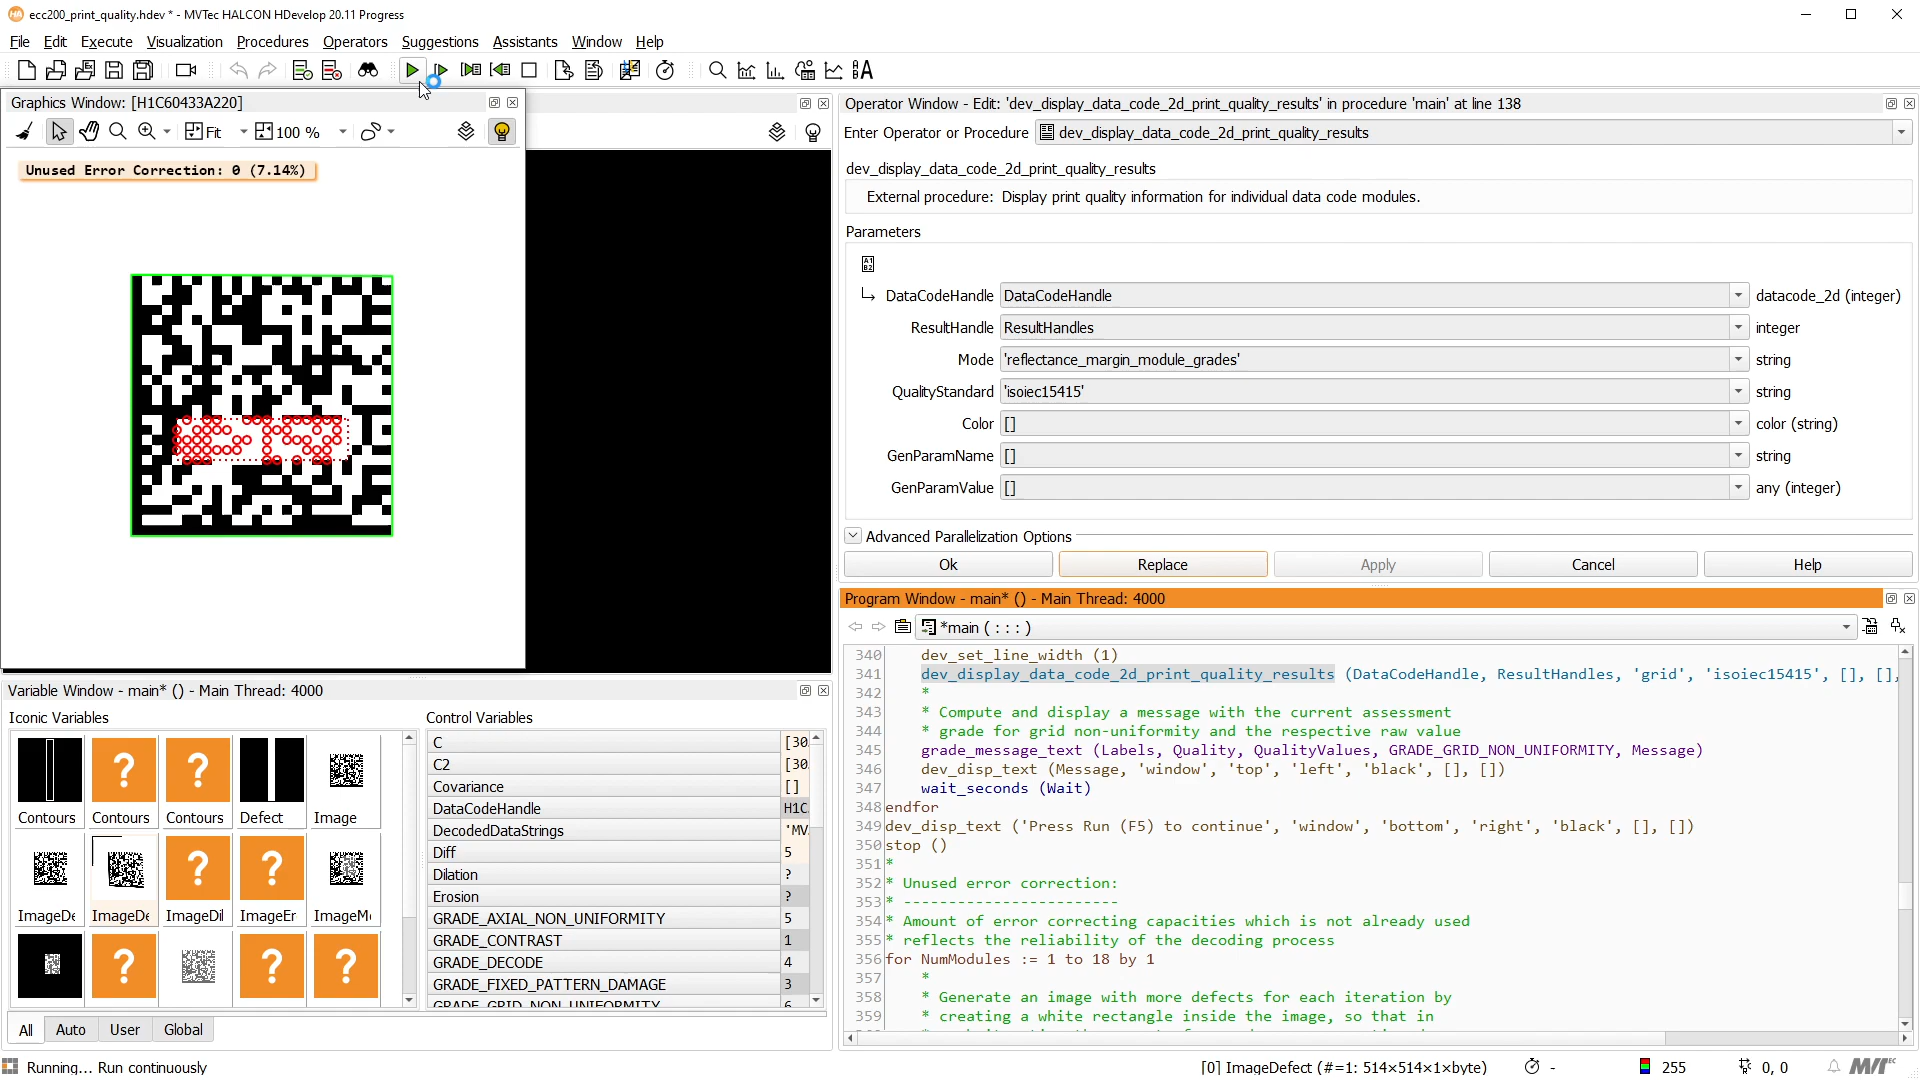 ecc200_print_quality.hdev * - MVTec HALCON HDevelop 20.11 Progress
File Edit Execute Visualization Procedures Operators Suggestions Assistants Window Help
Graphics Window: [H1C60433A220]
Fit 100 %
Unused Error Correction: 0 (7.14%)
Operator Window - Edit: 'dev_display_data_code_2d_print_quality_results' in procedure 'main' at line 138
Enter Operator or Procedure dev_display_data_code_2d_print_quality_results
dev_display_data_code_2d_print_quality_results
External procedure: Display print quality information for individual data code modules.
Parameters
DataCodeHandle DataCodeHandle datacode_2d (integer)
ResultHandle ResultHandles integer
Mode 'reflectance_margin_module_grades' string
QualityStandard 'isoiec15415' string
Color [] color (string)
GenParamName [] string
GenParamValue [] any (integer)
Advanced Parallelization Options
Ok Replace Apply Cancel Help
Program Window - main* () - Main Thread: 4000
*main ( : : : )
340 dev_set_line_width (1)
341 dev_display_data_code_2d_print_quality_results (DataCodeHandle, ResultHandles, 'grid', 'isoiec15415', [], [],
342 *
343 * Compute and display a message with the current assessment
344 * grade for grid non-uniformity and the respective raw value
345 grade_message_text (Labels, Quality, QualityValues, GRADE_GRID_NON_UNIFORMITY, Message)
346 dev_disp_text (Message, 'window', 'top', 'left', 'black', [], [])
347 wait_seconds (Wait)
348 endfor
349 dev_disp_text ('Press Run (F5) to continue', 'window', 'bottom', 'right', 'black', [], [])
350 stop ()
351 *
352 * Unused error correction:
353 * ------------------------
354 * Amount of error correcting capacities which is not already used
355 * reflects the reliability of the decoding process
356 for NumModules := 1 to 18 by 1
357 *
358 * Generate an image with more defects for each iteration by
359 * creating a white rectangle inside the image, so that in
Variable Window - main* () - Main Thread: 4000
Iconic Variables
Contours Contours Contours Defect Image
ImageDe ImageDe ImageDil ImageEr ImageMo
All Auto User Global
Control Variables
C [30
C2 [30
Covariance []
DataCodeHandle H1C
DecodedDataStrings 'MV
Diff 5
Dilation ?
Erosion ?
GRADE_AXIAL_NON_UNIFORMITY 5
GRADE_CONTRAST 1
GRADE_DECODE 4
GRADE_FIXED_PATTERN_DAMAGE 3
GRADE_GRID_NON_UNIFORMITY 6
Running... Run continuously
[0] ImageDefect (#=1: 514×514×1×byte) - 255 0, 0